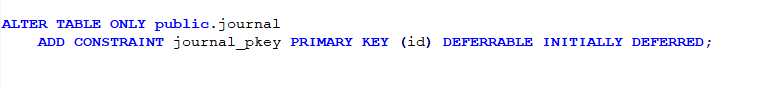 ALTER TABLE ONLY public.journal
    ADD CONSTRAINT journal_pkey PRIMARY KEY (id) DEFERRABLE INITIALLY DEFERRED;